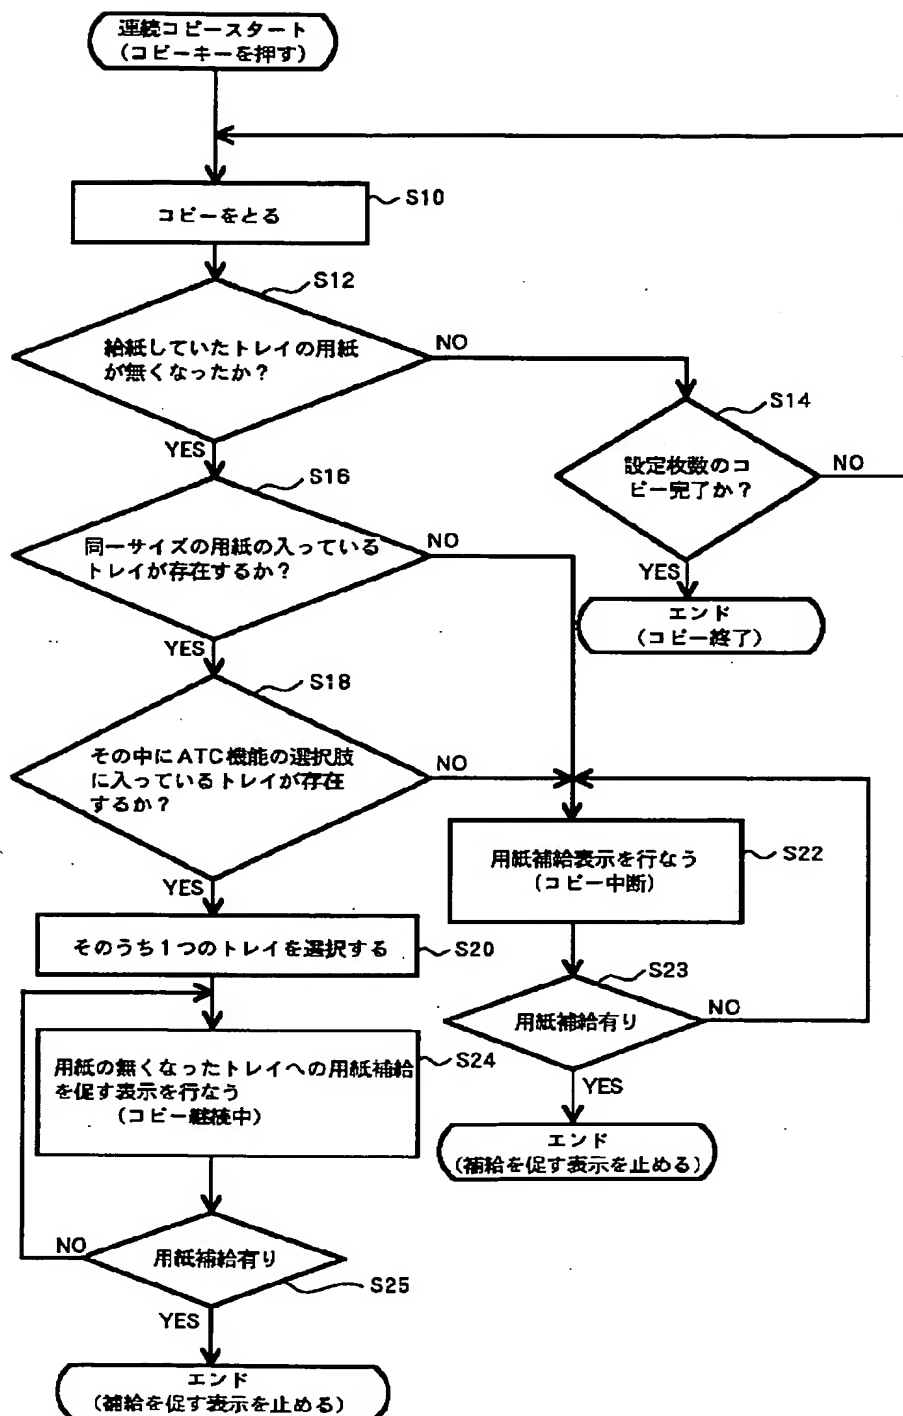 連続コピースタート
(コピーキーを押す)
コピーをとる
S10
S12
給紙していたトレイの用紙
が無くなったか？
NO
YES
S14
設定枚数のコ
ピー完了か？
NO
YES
エンド
(コピー終了)
S16
同一サイズの用紙の入っている
トレイが存在するか？
NO
YES
S18
その中にATC機能の選択肢
に入っているトレイが存在
するか？
NO
YES
用紙補給表示を行なう
(コピー中断)
S22
そのうち1つのトレイを選択する
S20
S23
用紙補給有り
NO
YES
用紙の無くなったトレイへの用紙補給
を促す表示を行なう
(コピー継続中)
S24
エンド
(補給を促す表示を止める)
用紙補給有り
NO
S25
YES
エンド
(補給を促す表示を止める)